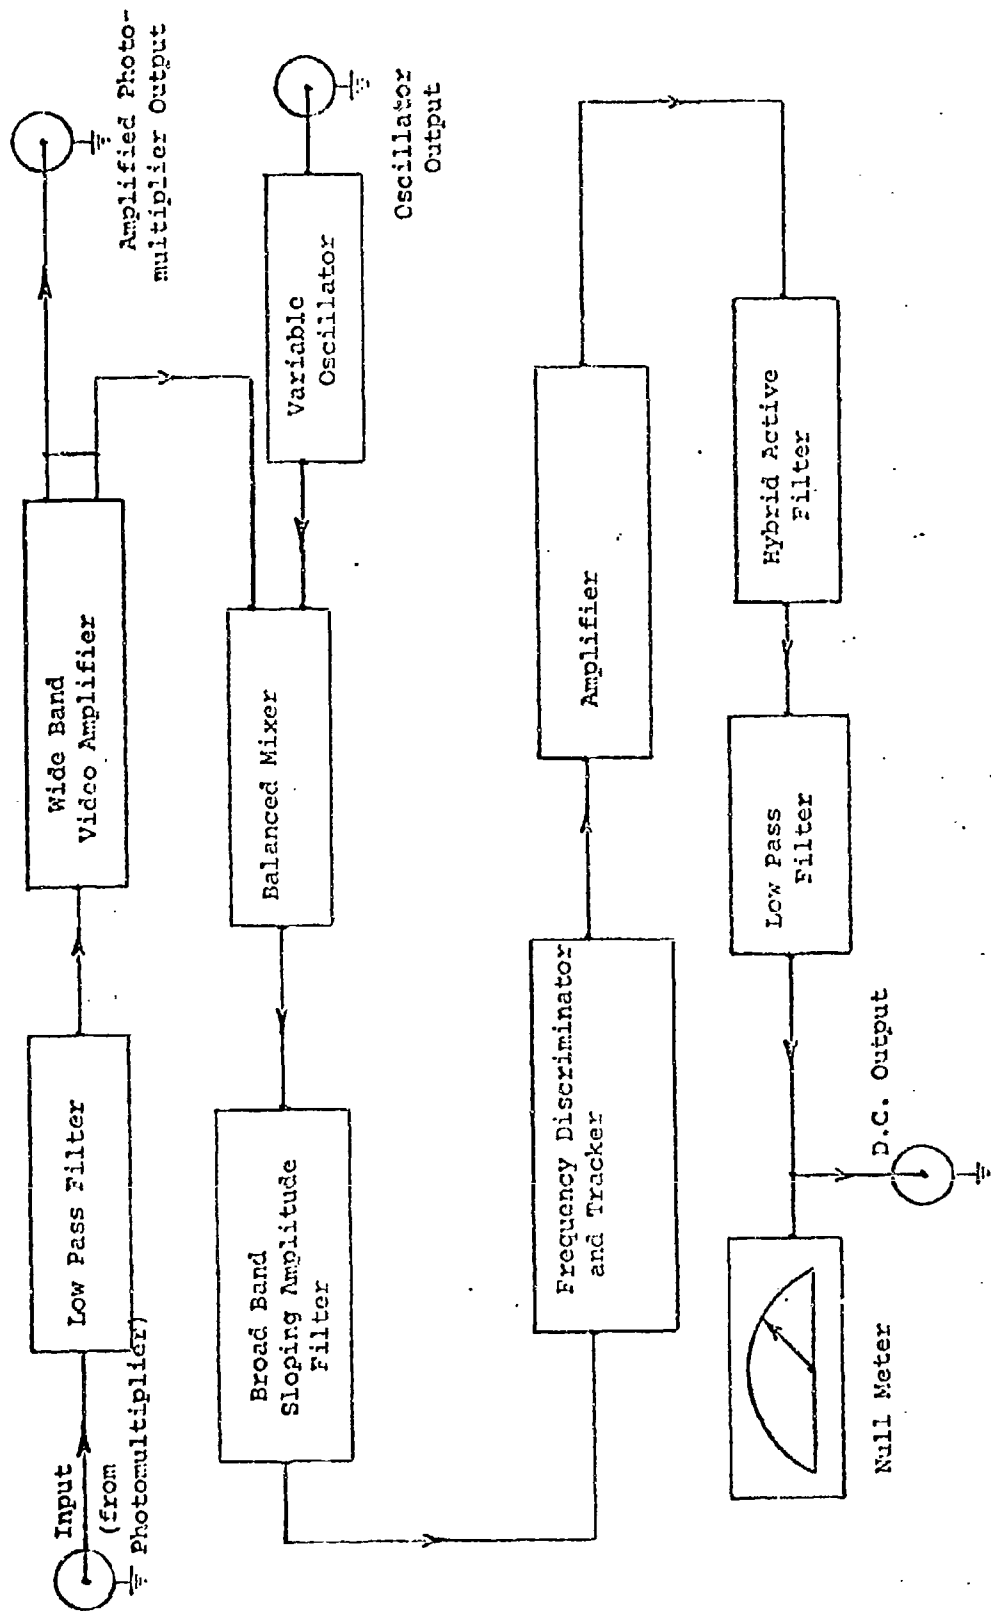 Input
(from
Photomultiplier)
Low Pass Filter
Wide Band
Video Amplifier
Amplified Photo-
multiplier Output
Broad Band
Sloping Amplitude
Filter
Balanced Mixer
Variable
Oscillator
Oscillator
Output
Frequency Discriminator
and Tracker
Amplifier
Null Meter
D.C. Output
Low Pass
Filter
Hybrid Active
Filter